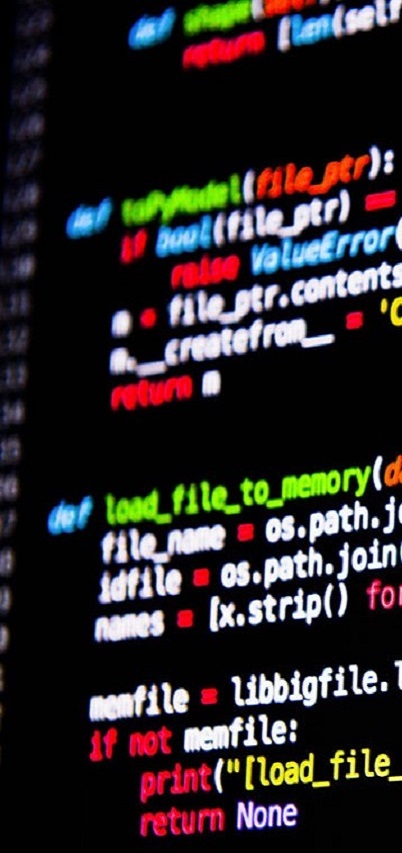 def shape(
return [len(self
def toPyModel(file_ptr):
if bool(file_ptr) ==
raise ValueError(
m = file_ptr.contents
m.__createfrom__ = 'C
return m
def load_file_to_memory(d
file_name = os.path.jo
idfile = os.path.join(
names = [x.strip() for
memfile = libbigfile.l
if not memfile:
print("[load_file_
return None